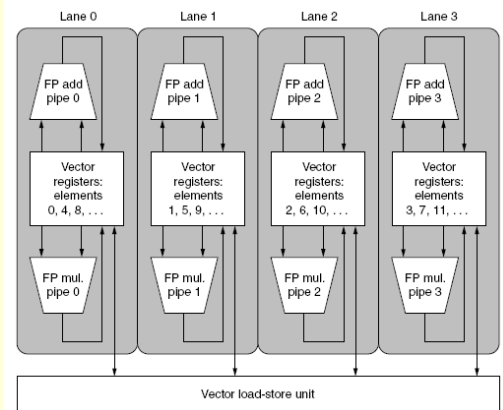 Lane 0
Lane 1
Lane 2
Lane 3
FP add
pipe 0
FP add
pipe 1
FP add
pipe 2
FP add
pipe 3
Vector
registers:
elements
0, 4, 8, . . .
Vector
registers:
elements
1, 5, 9, . . .
Vector
registers:
elements
2, 6, 10, . . .
Vector
registers:
elements
3, 7, 11, . . .
FP mul.
pipe 0
FP mul.
pipe 1
FP mul.
pipe 2
FP mul.
pipe 3
Vector load-store unit